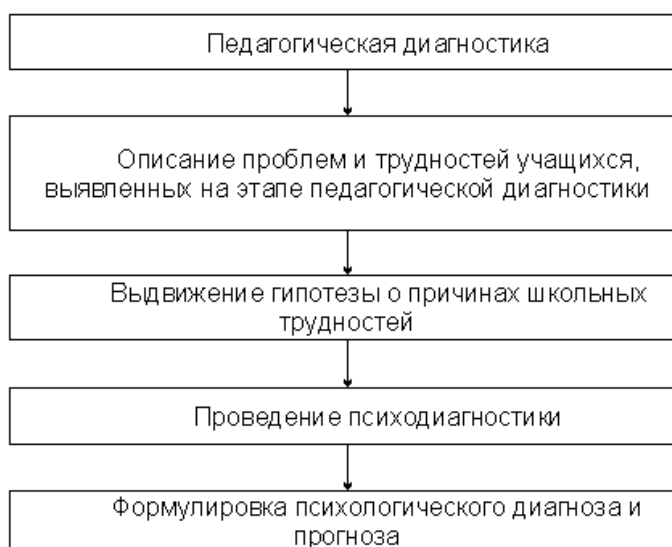 Педагогическая диагностика
Описание проблем и трудностей учащихся,
выявленных на этапе педагогической диагностики
Выдвижение гипотезы о причинах школьных
трудностей
Проведение психодиагностики
Формулировка психологического диагноза и
прогноза